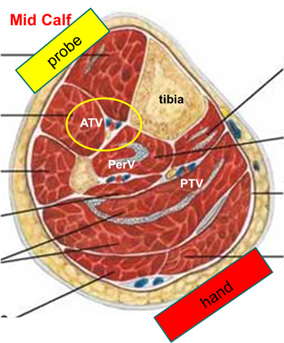 Mid Calf
probe
tibia
ATV
PerV
PTV
hand